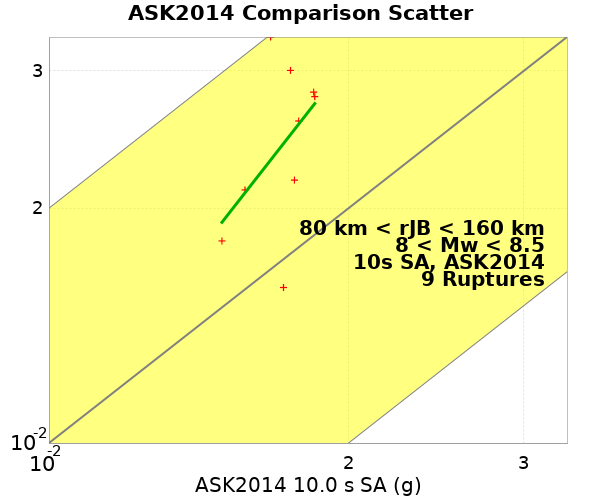 ASK2014 Comparison Scatter
3
2
80 km < rJB < 160 km
8 < Mw < 8.5
10s SA, ASK2014
9 Ruptures
10-2
10-2
2
3
ASK2014 10.0 s SA (g)